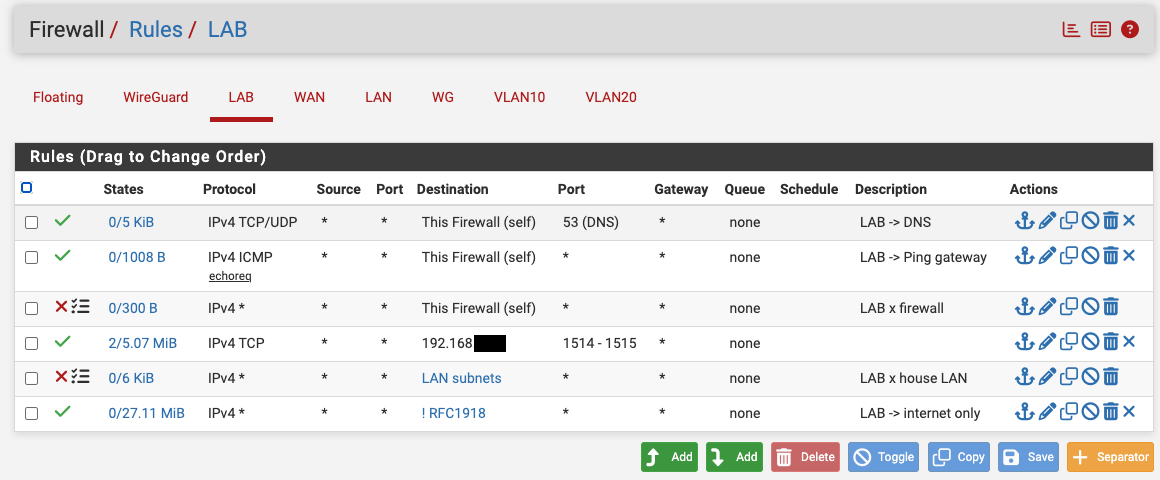 Firewall / Rules / LAB
Floating WireGuard LAB WAN LAN WG VLAN10 VLAN20
Rules (Drag to Change Order)
States Protocol Source Port Destination Port Gateway Queue Schedule Description Actions
0/5 KiB IPv4 TCP/UDP * * This Firewall (self) 53 (DNS) * none LAB -> DNS
0/1008 B IPv4 ICMP * * This Firewall (self) * * none LAB -> Ping gateway
echoreq
0/300 B IPv4 * * * This Firewall (self) * * none LAB x firewall
2/5.07 MiB IPv4 TCP * * 192.168 1514 - 1515 * none
0/6 KiB IPv4 * * * LAN subnets * * none LAB x house LAN
0/27.11 MiB IPv4 * * * ! RFC1918 * * none LAB -> internet only
Add Add Delete Toggle Copy Save Separator